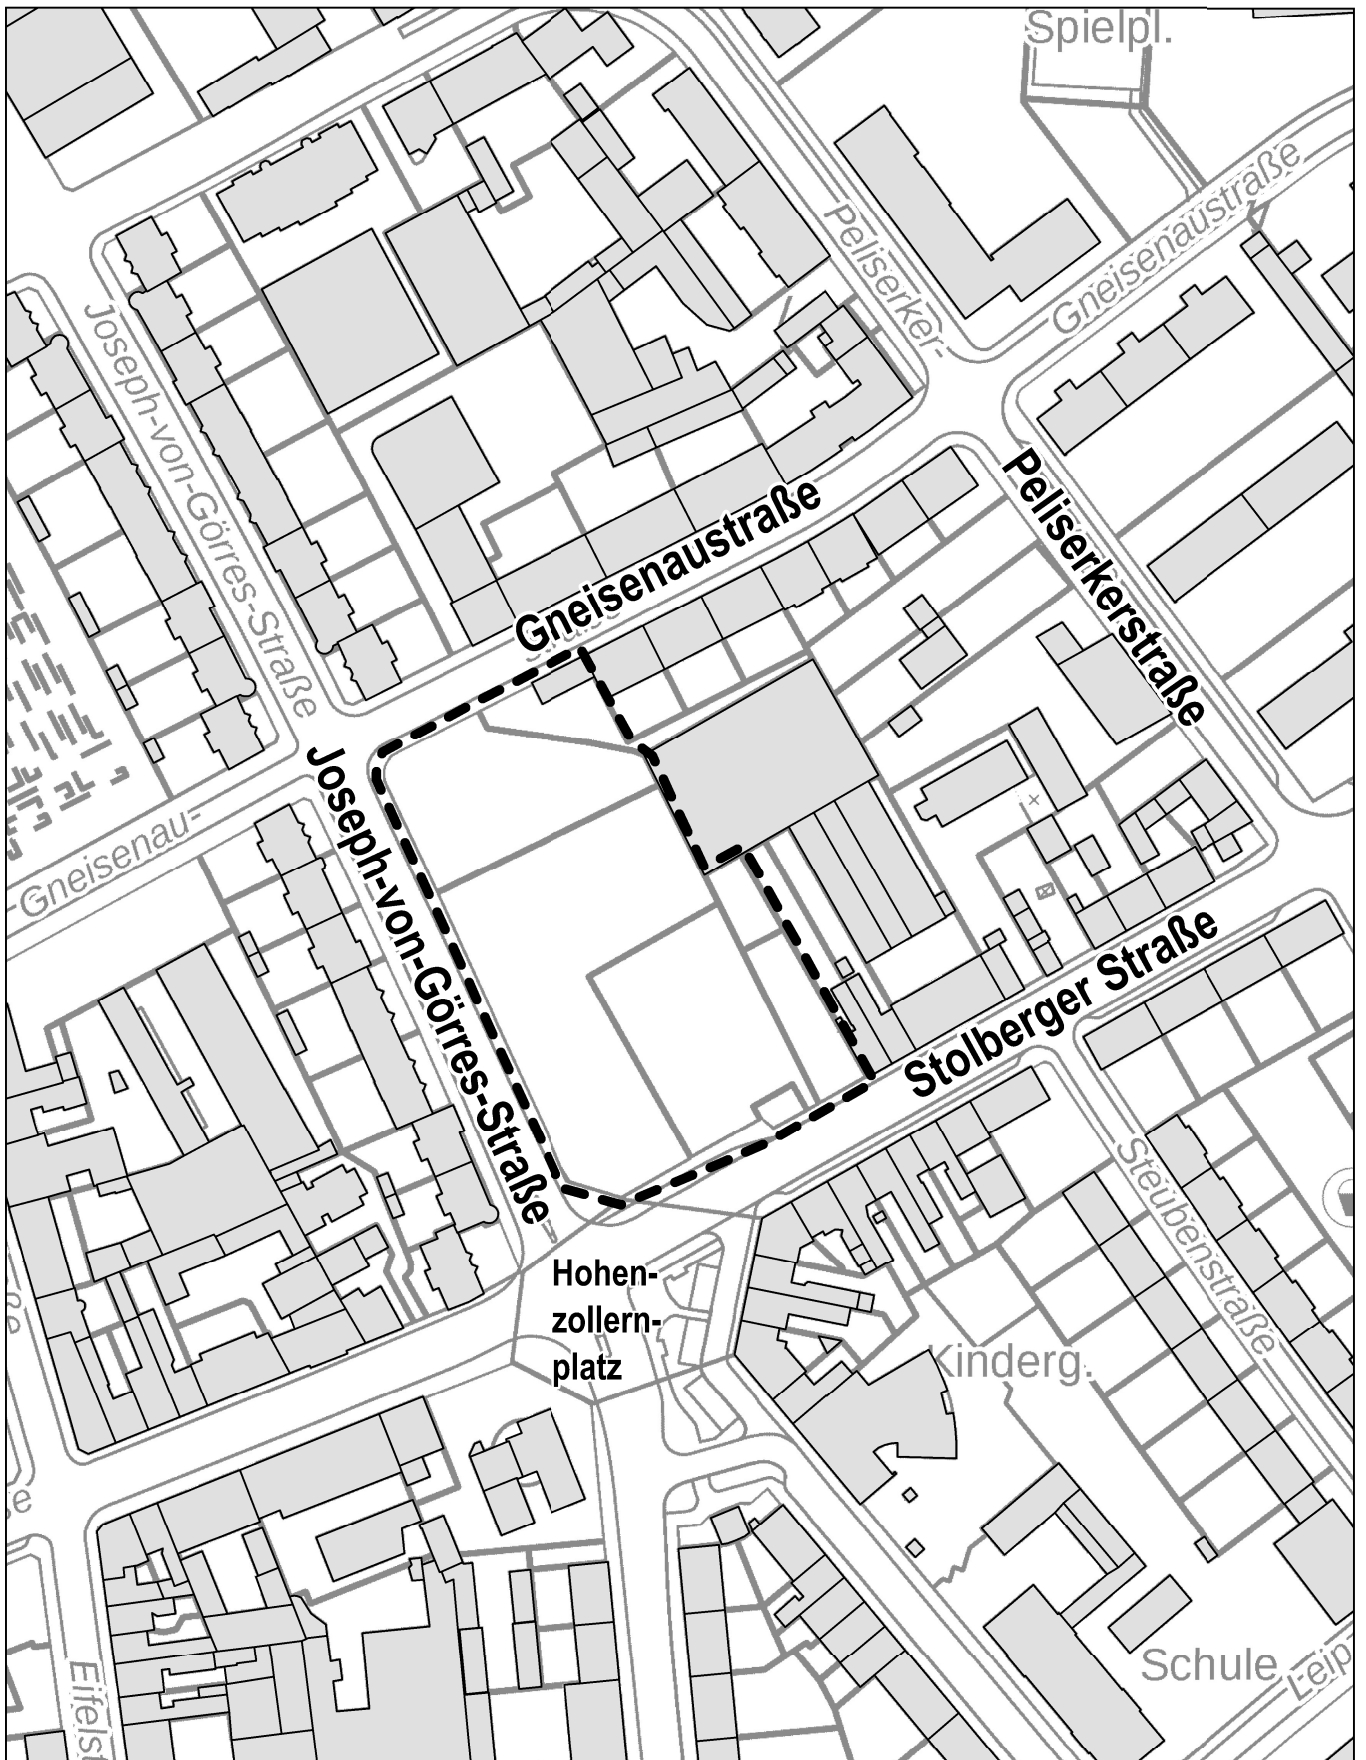 Spielpl.
Gneisenaustraße
Peliserker-
Joseph-von-Görres-Straße
Gneisenaustraße
Peliserkerstraße
Joseph-von-Görres-Straße
Gneisenau-
Stolberger Straße
Steubenstraße
Hohen-
zollern-
platz
Kinderg.
Schule
Leip
Eifelst